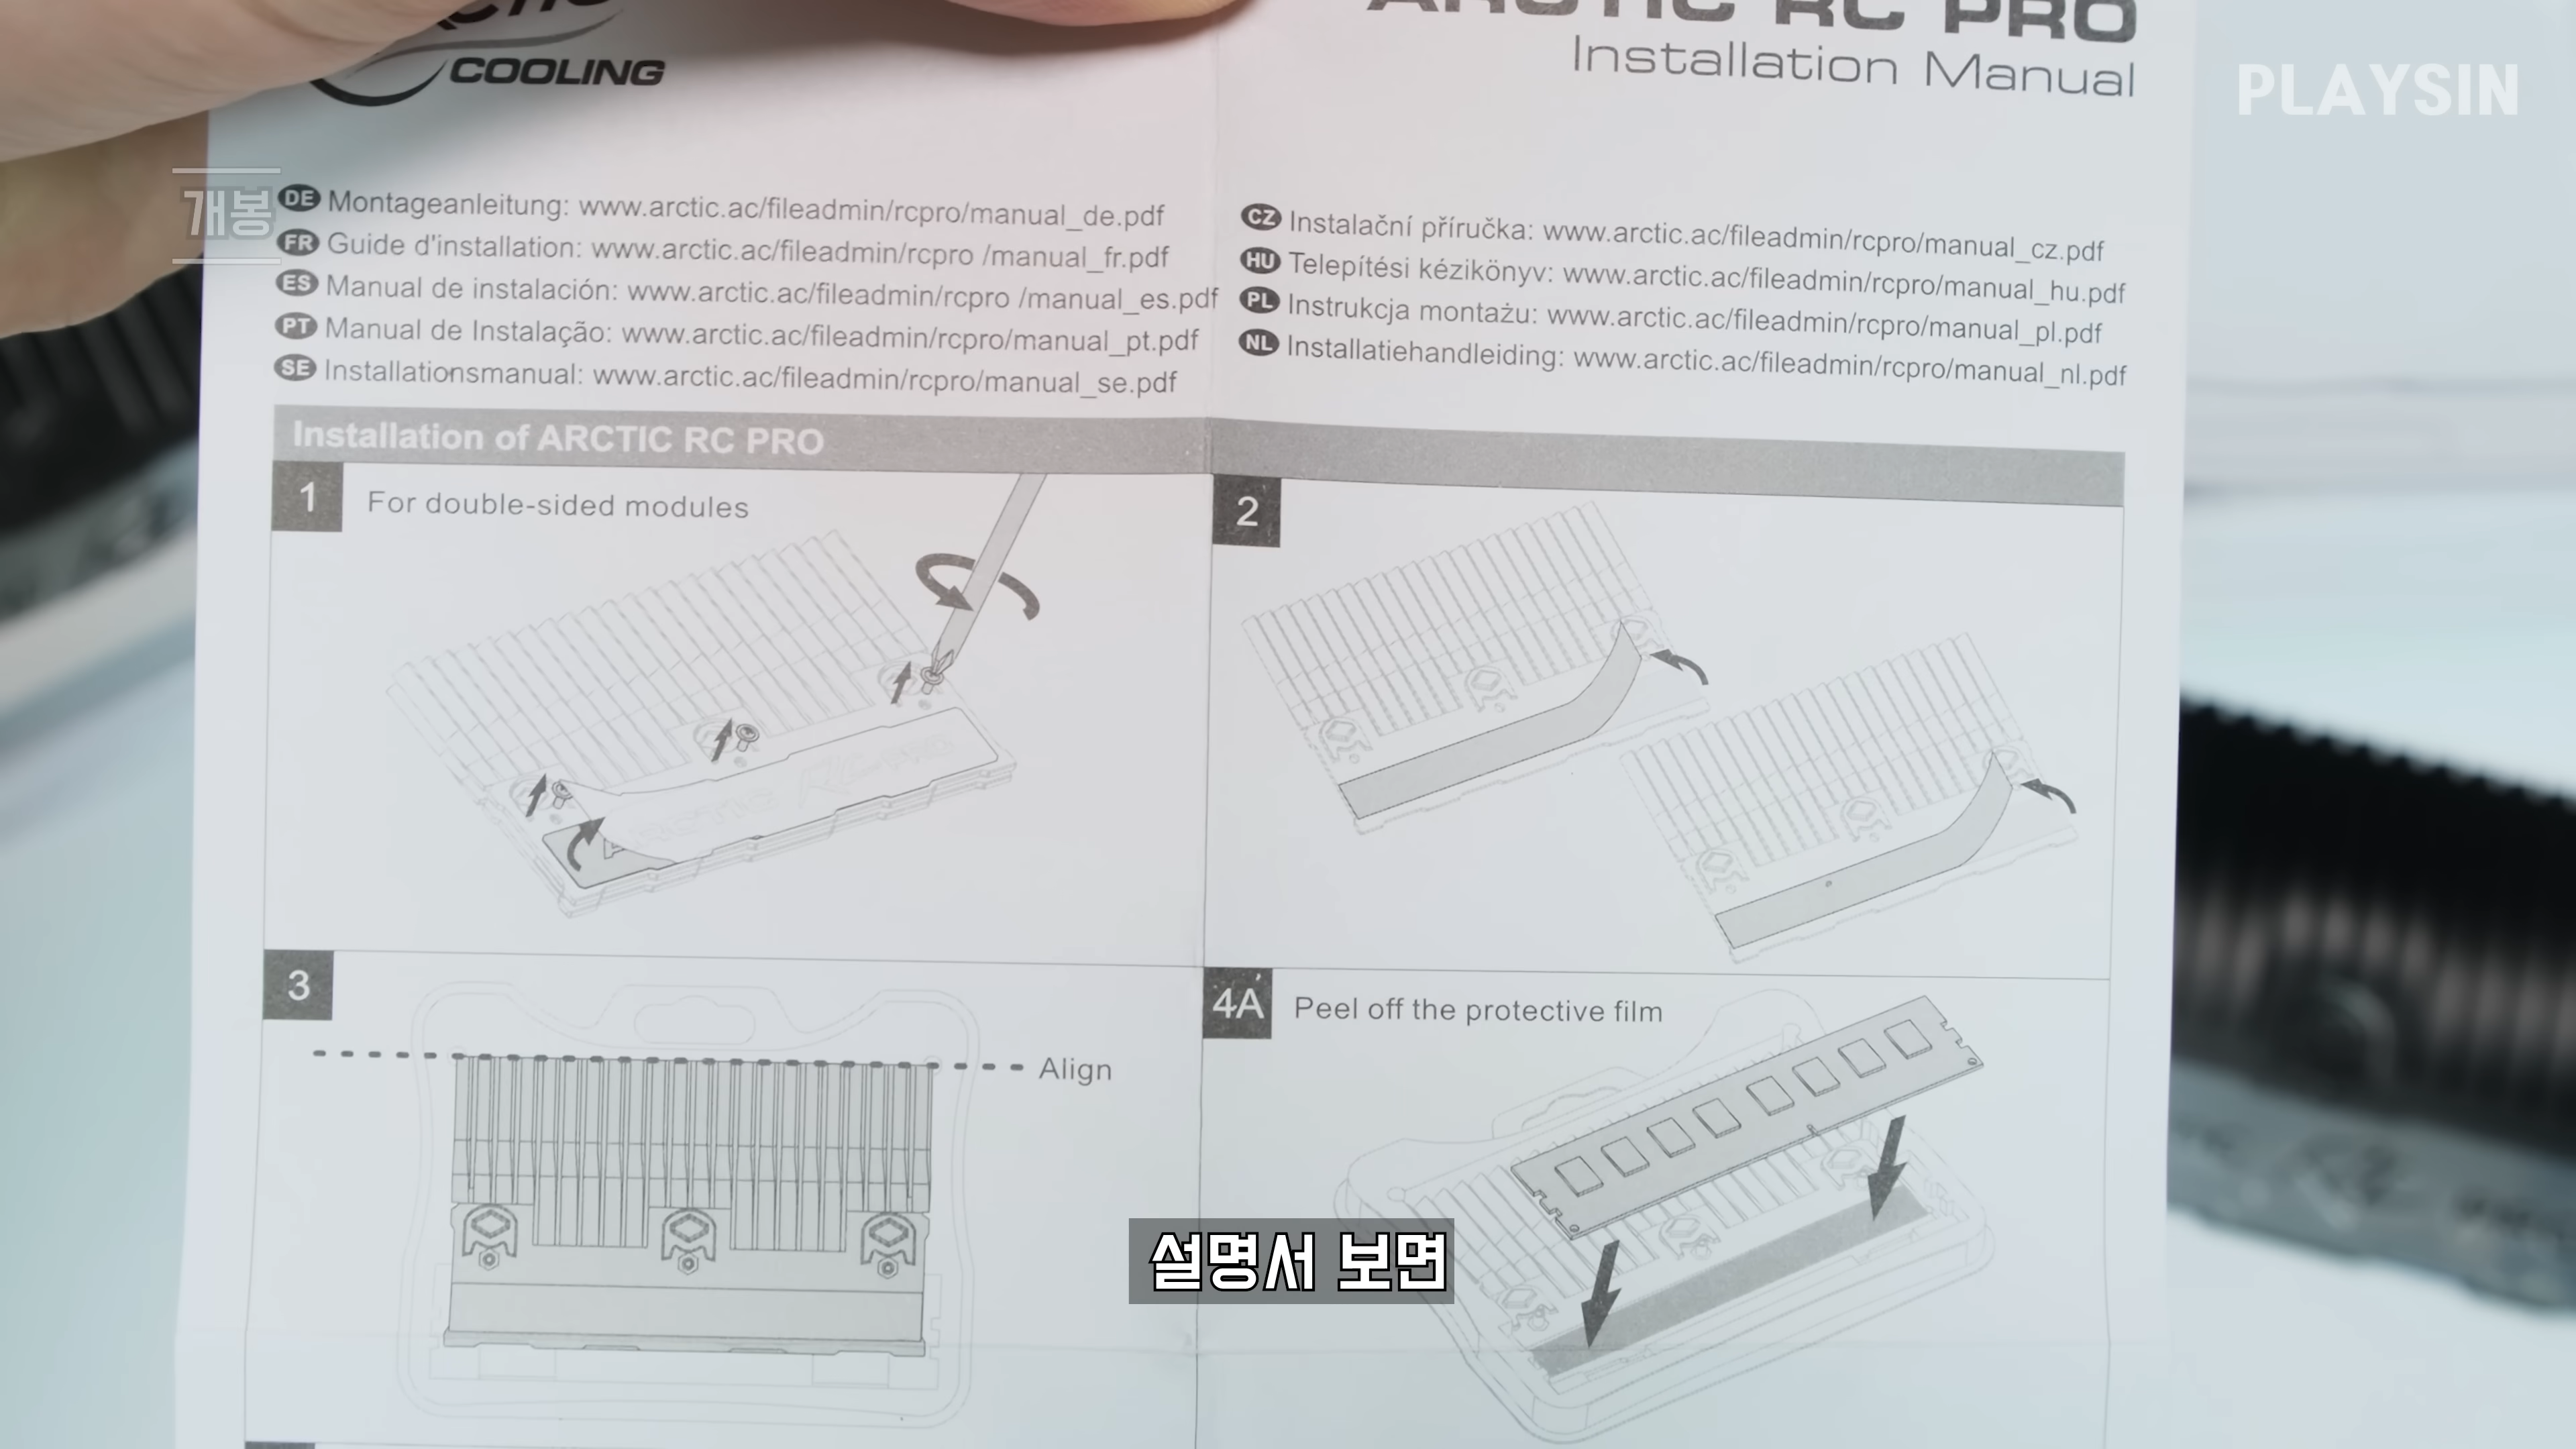 COOLING
ARCTIC RC PRO
Installation Manual
PLAYSIN
개봉
DE Montageanleitung: www.arctic.ac/fileadmin/rcpro/manual_de.pdf
FR Guide d'installation: www.arctic.ac/fileadmin/rcpro /manual_fr.pdf
ES Manual de instalación: www.arctic.ac/fileadmin/rcpro /manual_es.pdf
PT Manual de Instalação: www.arctic.ac/fileadmin/rcpro/manual_pt.pdf
SE Installationsmanual: www.arctic.ac/fileadmin/rcpro/manual_se.pdf
CZ Instalační příručka: www.arctic.ac/fileadmin/rcpro/manual_cz.pdf
HU Telepítési kézikönyv: www.arctic.ac/fileadmin/rcpro/manual_hu.pdf
PL Instrukcja montażu: www.arctic.ac/fileadmin/rcpro/manual_pl.pdf
NL Installatiehandleiding: www.arctic.ac/fileadmin/rcpro/manual_nl.pdf
Installation of ARCTIC RC PRO
1 For double-sided modules
2
3
Align
4A Peel off the protective film
설명서 보면